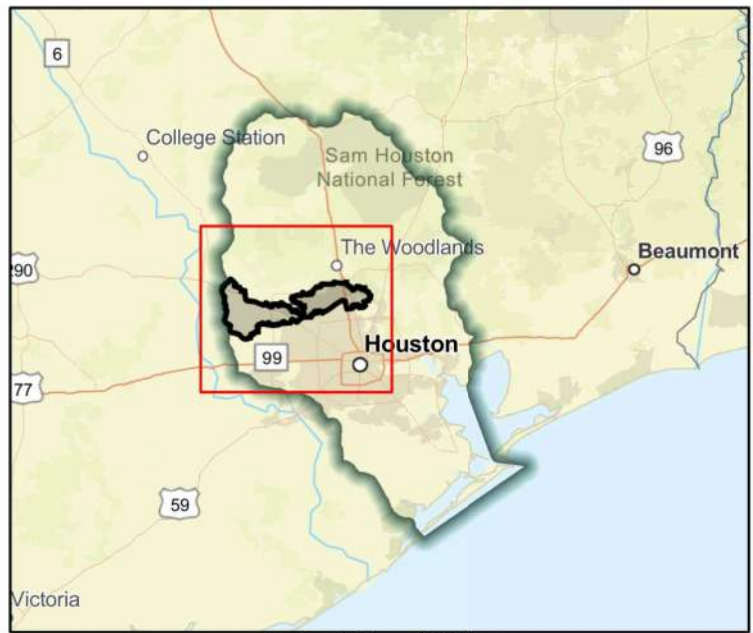 6
College Station
Sam Houston
National Forest
96
The Woodlands
Beaumont
290
Houston
99
77
59
Victoria